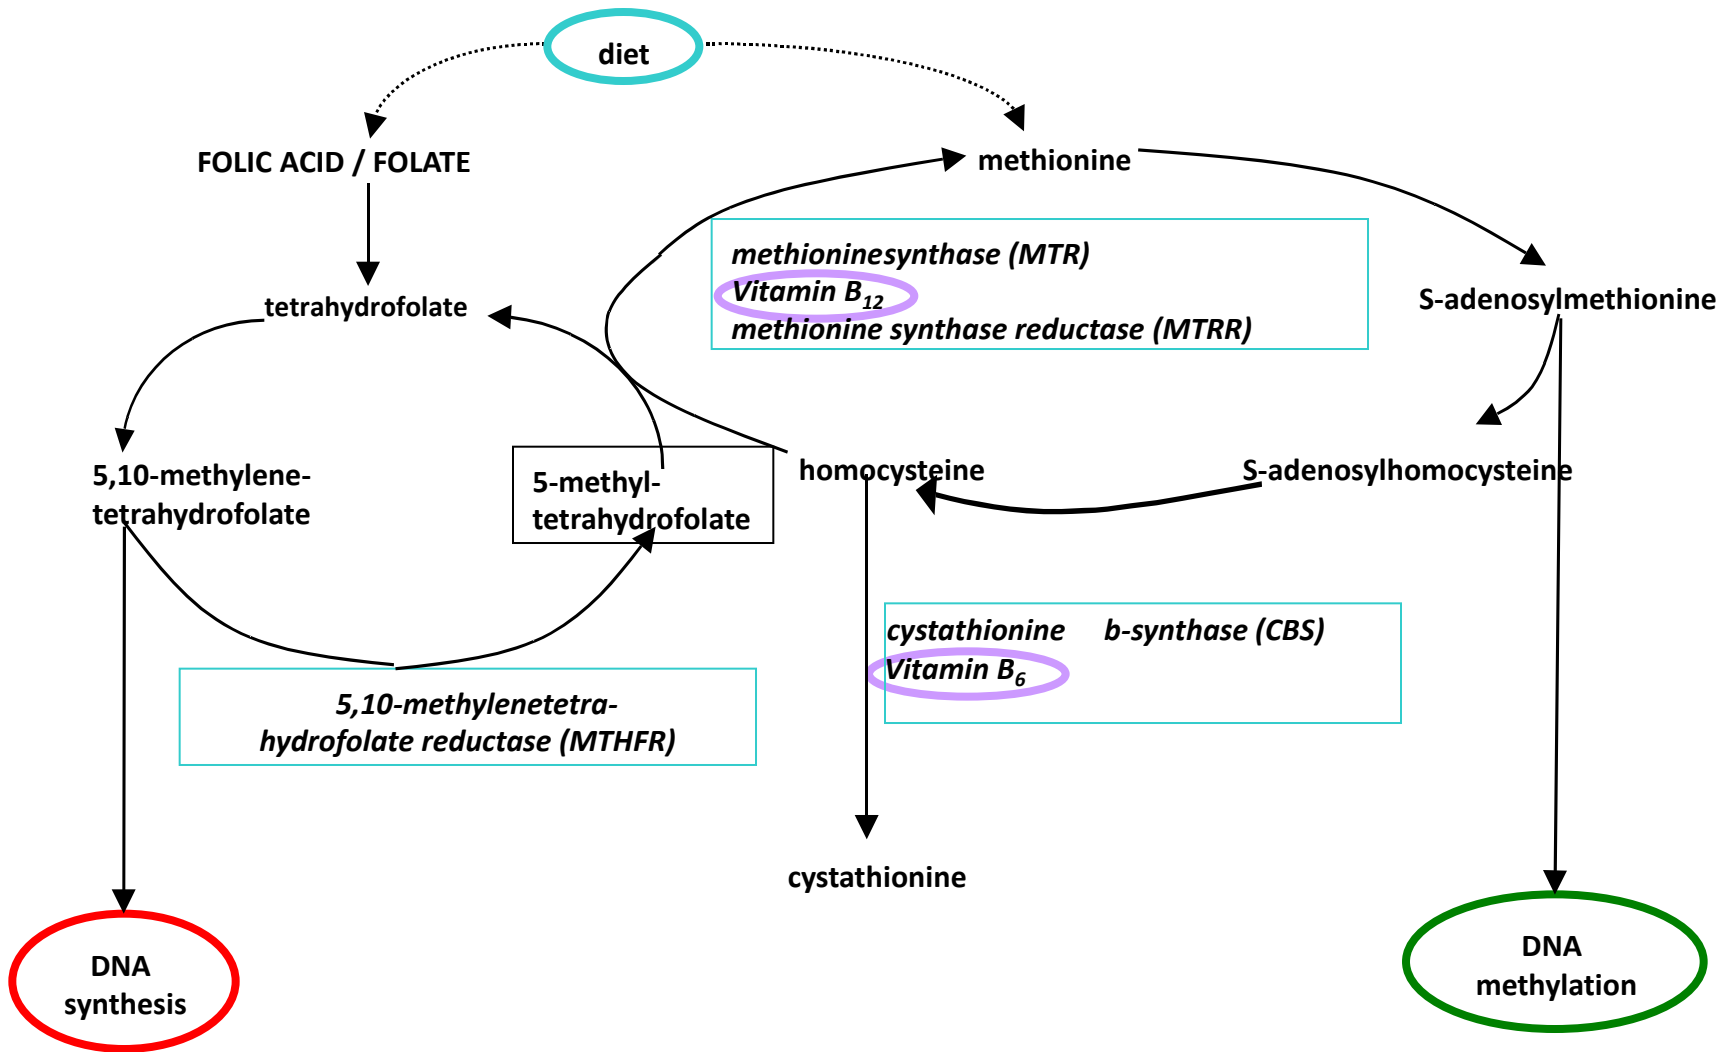 diet
FOLIC ACID / FOLATE
methionine
methioninesynthase (MTR)
Vitamin B12
methionine synthase reductase (MTRR)
tetrahydrofolate
S-adenosylmethionine
5,10-methylene-
tetrahydrofolate
5-methyl-
tetrahydrofolate
homocysteine
S-adenosylhomocysteine
cystathionine b-synthase (CBS)
Vitamin B6
5,10-methylenetetra-
hydrofolate reductase (MTHFR)
cystathionine
DNA
synthesis
DNA
methylation